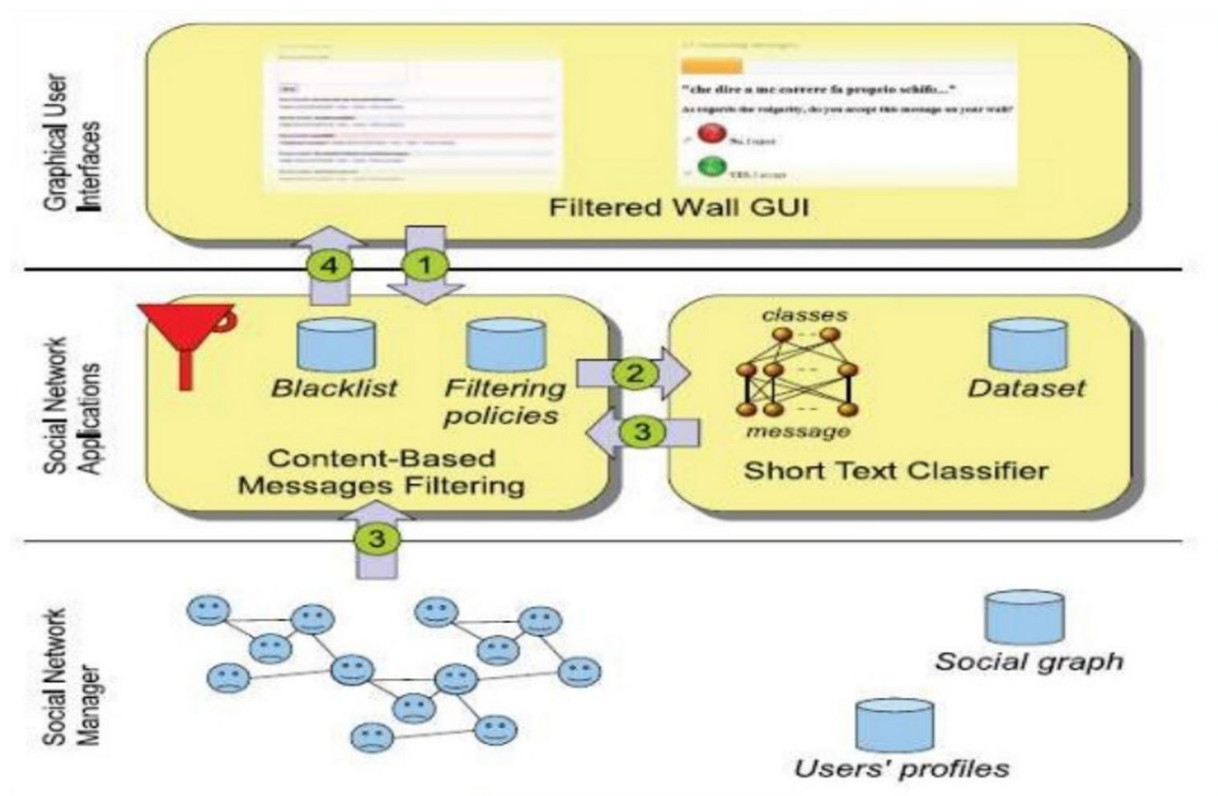 Graphical User
Interfaces
"che dire a me correre fa proprio schifo..."
As regards the vulgarity, do you accept this message on your wall?
No, I reject
YES, I accept
Filtered Wall GUI
4
1
Social Network
Applications
Blacklist
Filtering
policies
Content-Based
Messages Filtering
2
3
classes
message
Dataset
Short Text Classifier
3
Social Network
Manager
Social graph
Users' profiles